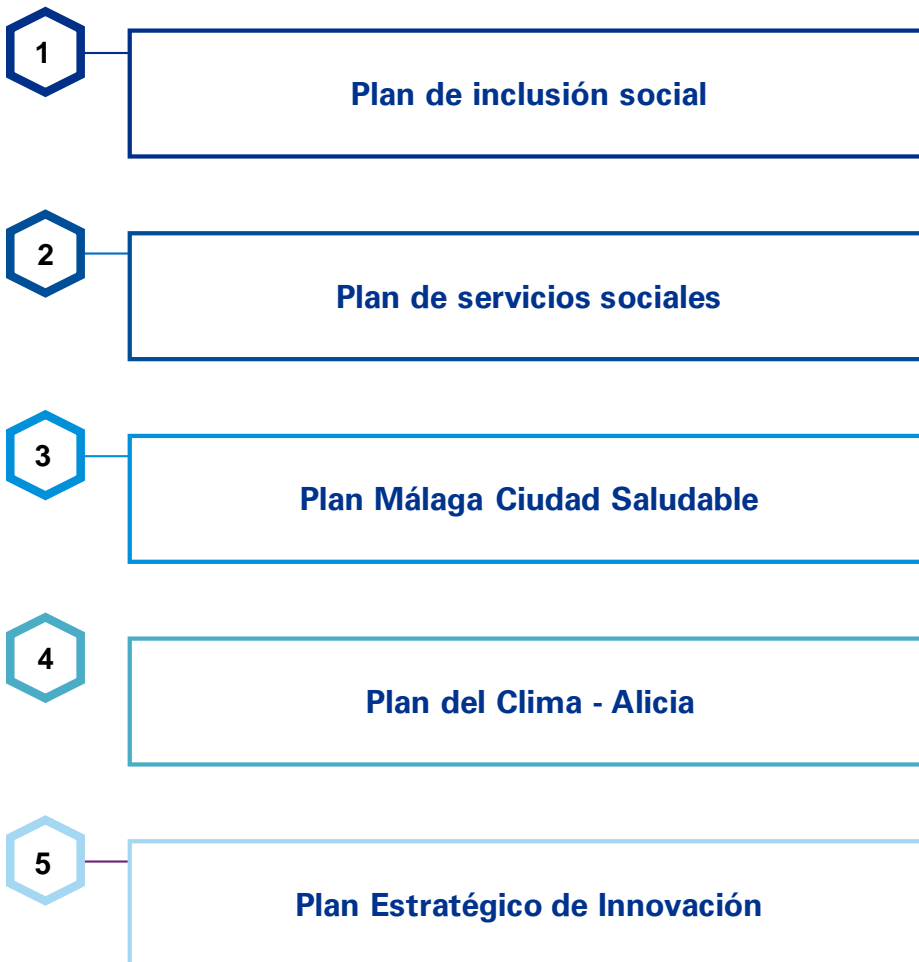 1
Plan de inclusión social
2
Plan de servicios sociales
3
Plan Málaga Ciudad Saludable
4
Plan del Clima - Alicia
5
Plan Estratégico de Innovación